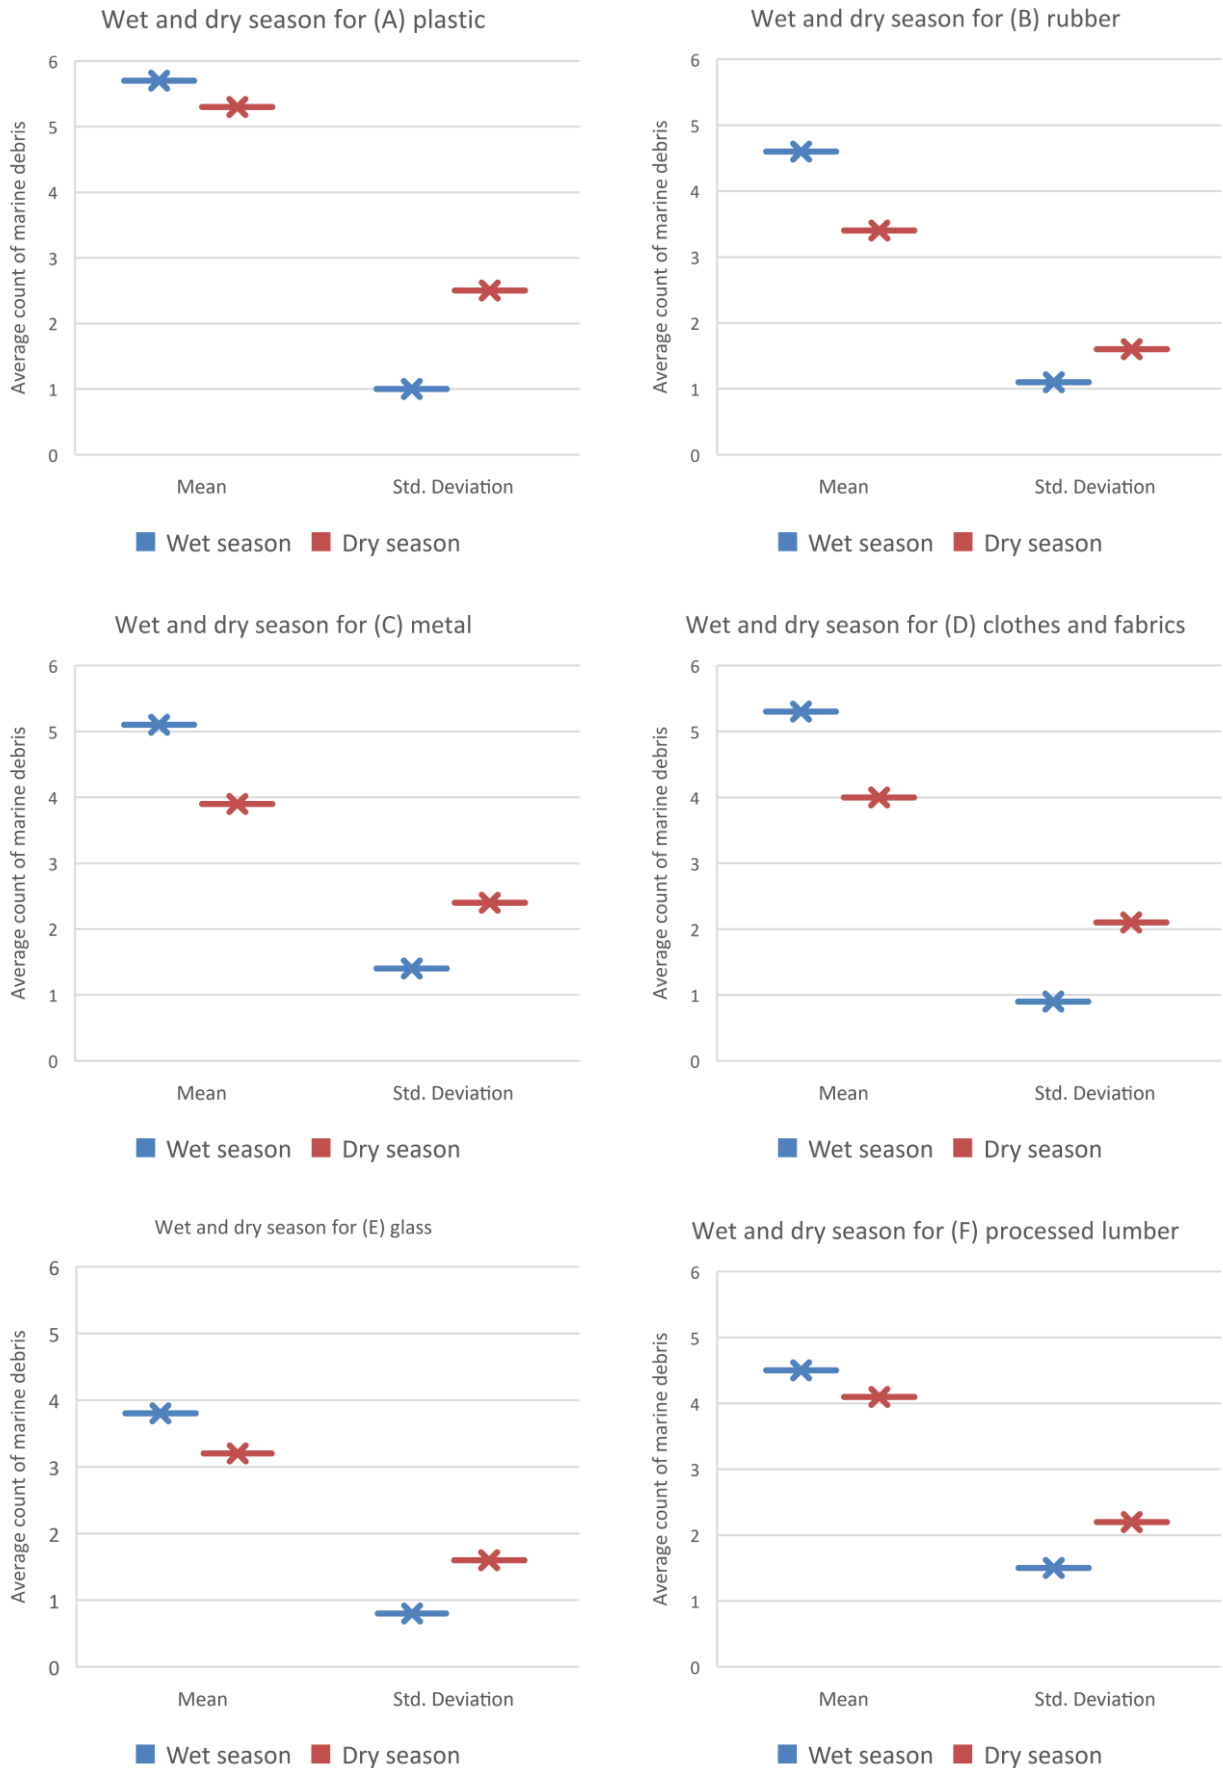 Wet and dry season for (A) plastic
Average count of marine debris
6
5
4
3
2
1
0
Mean
Std. Deviation
Wet season
Dry season
Wet and dry season for (B) rubber
Average count of marine debris
6
5
4
3
2
1
0
Mean
Std. Deviation
Wet season
Dry season
Wet and dry season for (C) metal
Average count of marine debris
6
5
4
3
2
1
0
Mean
Std. Deviation
Wet season
Dry season
Wet and dry season for (D) clothes and fabrics
Average count of marine debris
6
5
4
3
2
1
0
Mean
Std. Deviation
Wet season
Dry season
Wet and dry season for (E) glass
Average count of marine debris
6
5
4
3
2
1
0
Mean
Std. Deviation
Wet season
Dry season
Wet and dry season for (F) processed lumber
Average count of marine debris
6
5
4
3
2
1
0
Mean
Std. Deviation
Wet season
Dry season